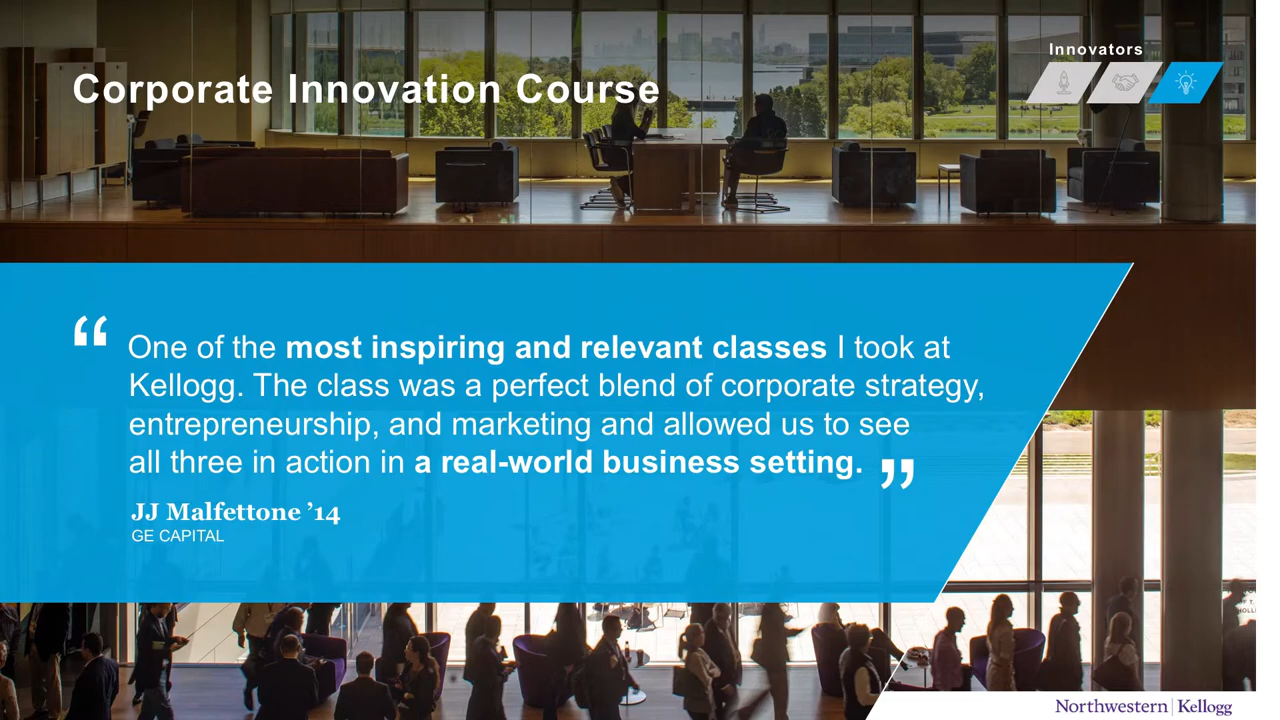 Innovators
Corporate Innovation Course
“ One of the most inspiring and relevant classes I took at
Kellogg. The class was a perfect blend of corporate strategy,
entrepreneurship, and marketing and allowed us to see
all three in action in a real-world business setting. ”
JJ Malfettone ’14
GE CAPITAL
Northwestern | Kellogg